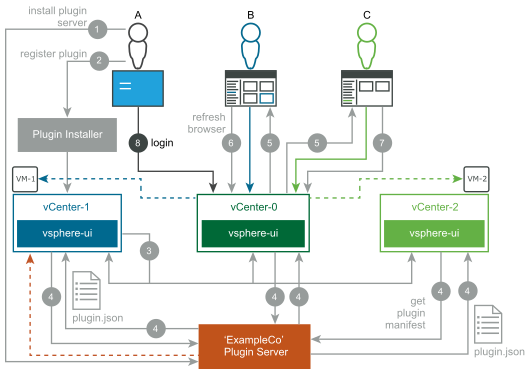 install plugin
server
1
A
B
C
register plugin
2
Plugin Installer
8
login
refresh
browser
6
5
5
7
VM-1
VM-2
vCenter-1
vsphere-ui
vCenter-0
vsphere-ui
vCenter-2
vsphere-ui
3
4
4
4
4
4
4
4
plugin.json
get
plugin
manifest
plugin.json
'ExampleCo'
Plugin Server